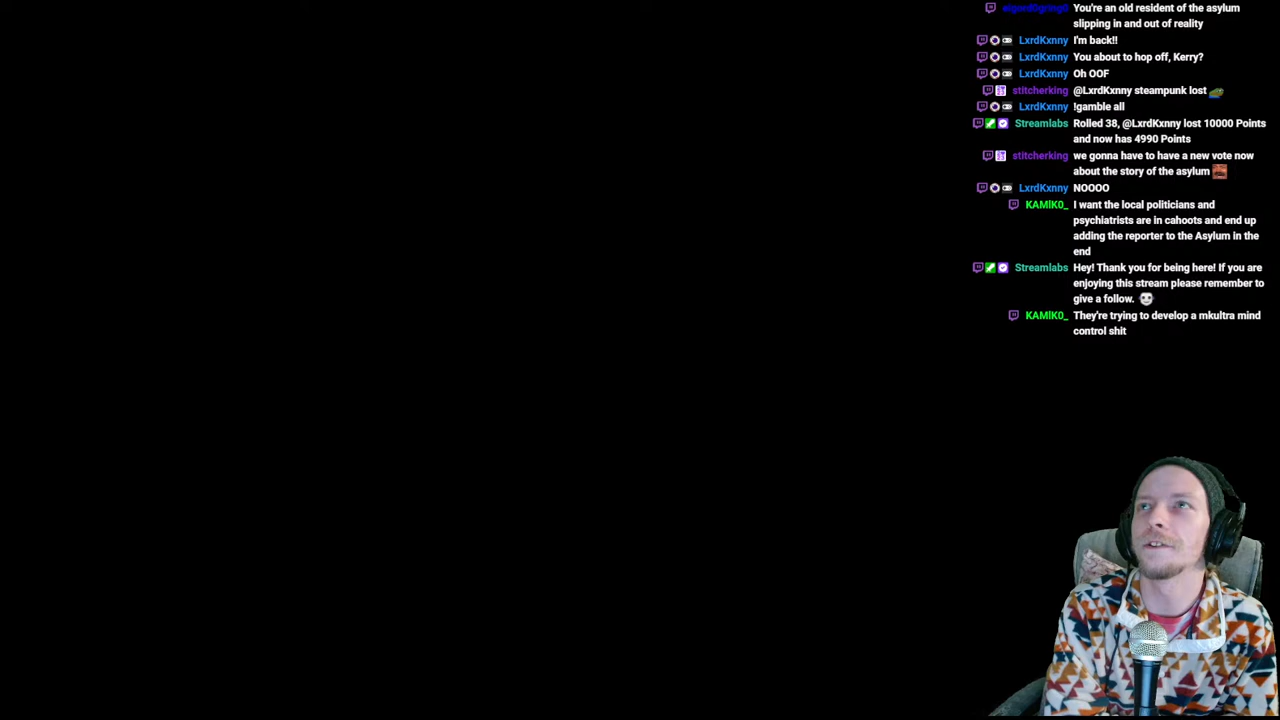 elgord0gring0 You're an old resident of the asylum
slipping in and out of reality
LxrdKxnny I'm back!!
LxrdKxnny You about to hop off, Kerry?
LxrdKxnny Oh OOF
stitcherking @LxrdKxnny steampunk lost
LxrdKxnny !gamble all
Streamlabs Rolled 38, @LxrdKxnny lost 10000 Points
and now has 4990 Points
stitcherking we gonna have to have a new vote now
about the story of the asylum
LxrdKxnny NOOOO
KAMlK0_ I want the local politicians and
psychiatrists are in cahoots and end up
adding the reporter to the Asylum in the
end
Streamlabs Hey! Thank you for being here! If you are
enjoying this stream please remember to
give a follow.
KAMlK0_ They're trying to develop a mkultra mind
control shit